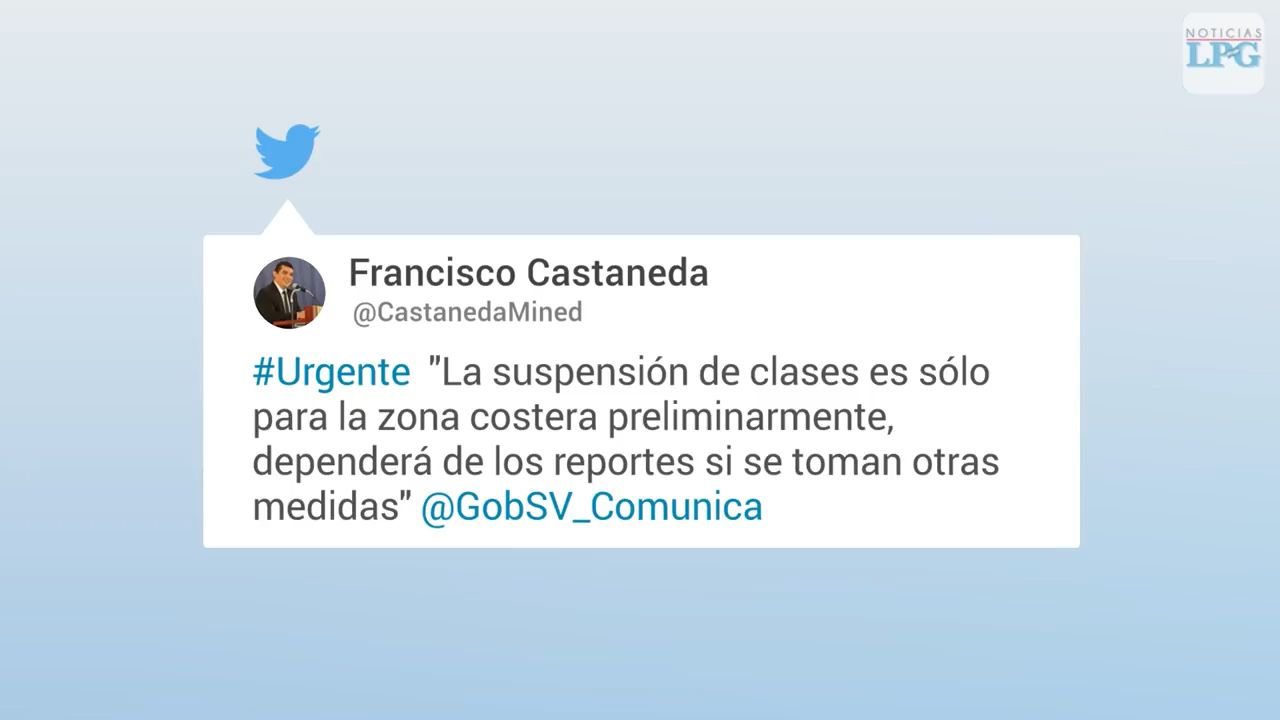 NOTICIAS
LPG
Francisco Castaneda
@CastanedaMined
#Urgente "La suspensión de clases es sólo
para la zona costera preliminarmente,
dependerá de los reportes si se toman otras
medidas" @GobSV_Comunica